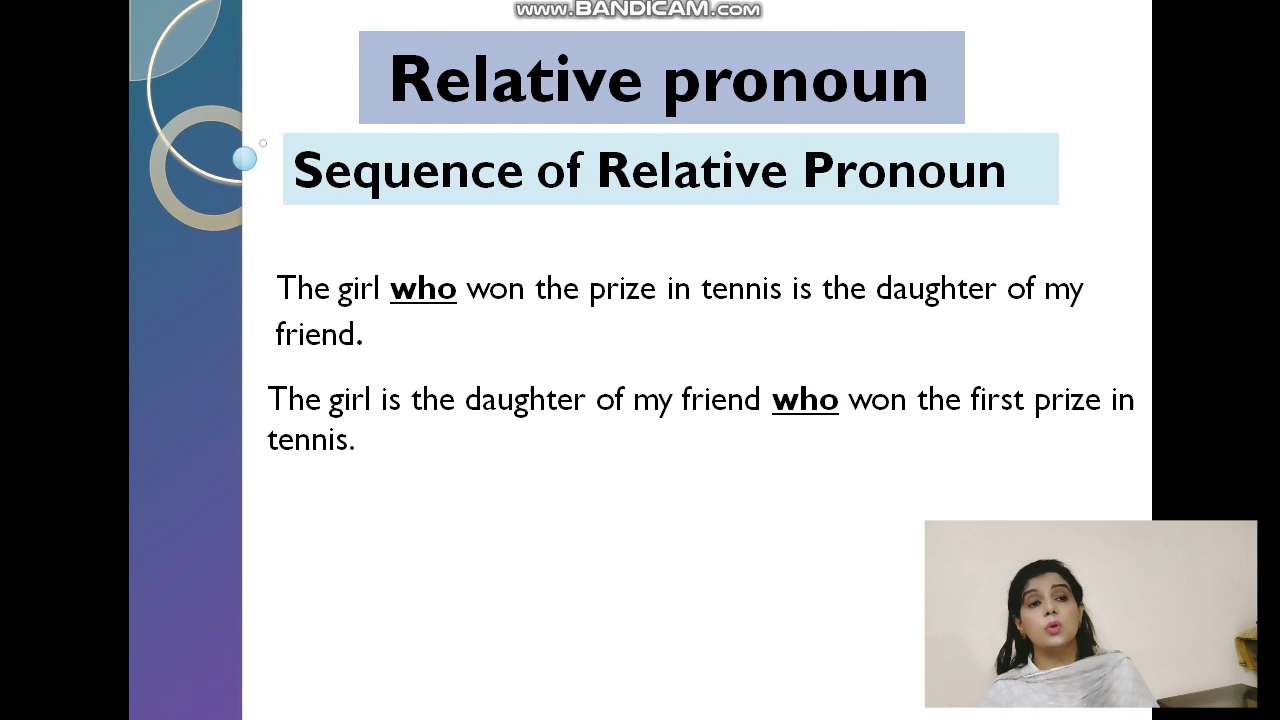 www.BANDICAM.com
Relative pronoun
Sequence of Relative Pronoun
The girl who won the prize in tennis is the daughter of my
friend.
The girl is the daughter of my friend who won the first prize in
tennis.